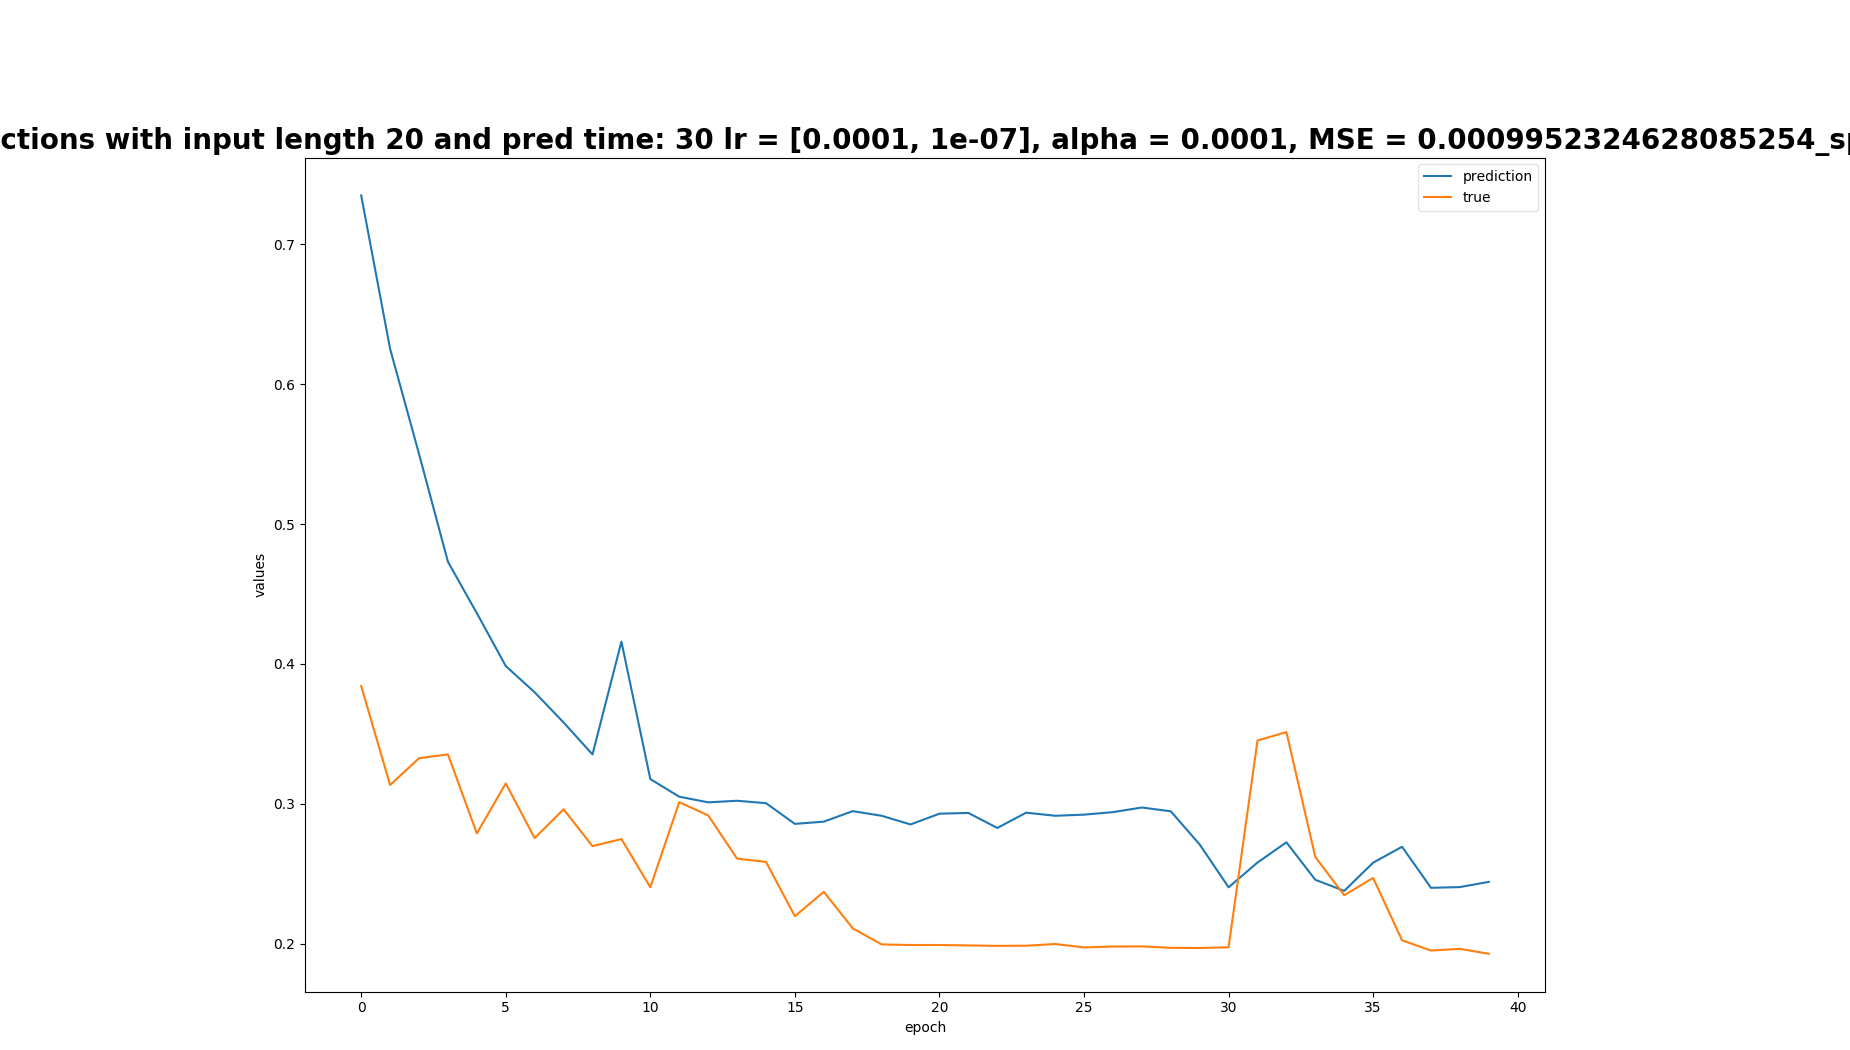 ctions with input length 20 and pred time: 30 lr = [0.0001, 1e-07], alpha = 0.0001, MSE = 0.0009952324628085254_sp
prediction
true
0.7
0.6
0.5
0.4
0.3
0.2
values
0 5 10 15 20 25 30 35 40
epoch